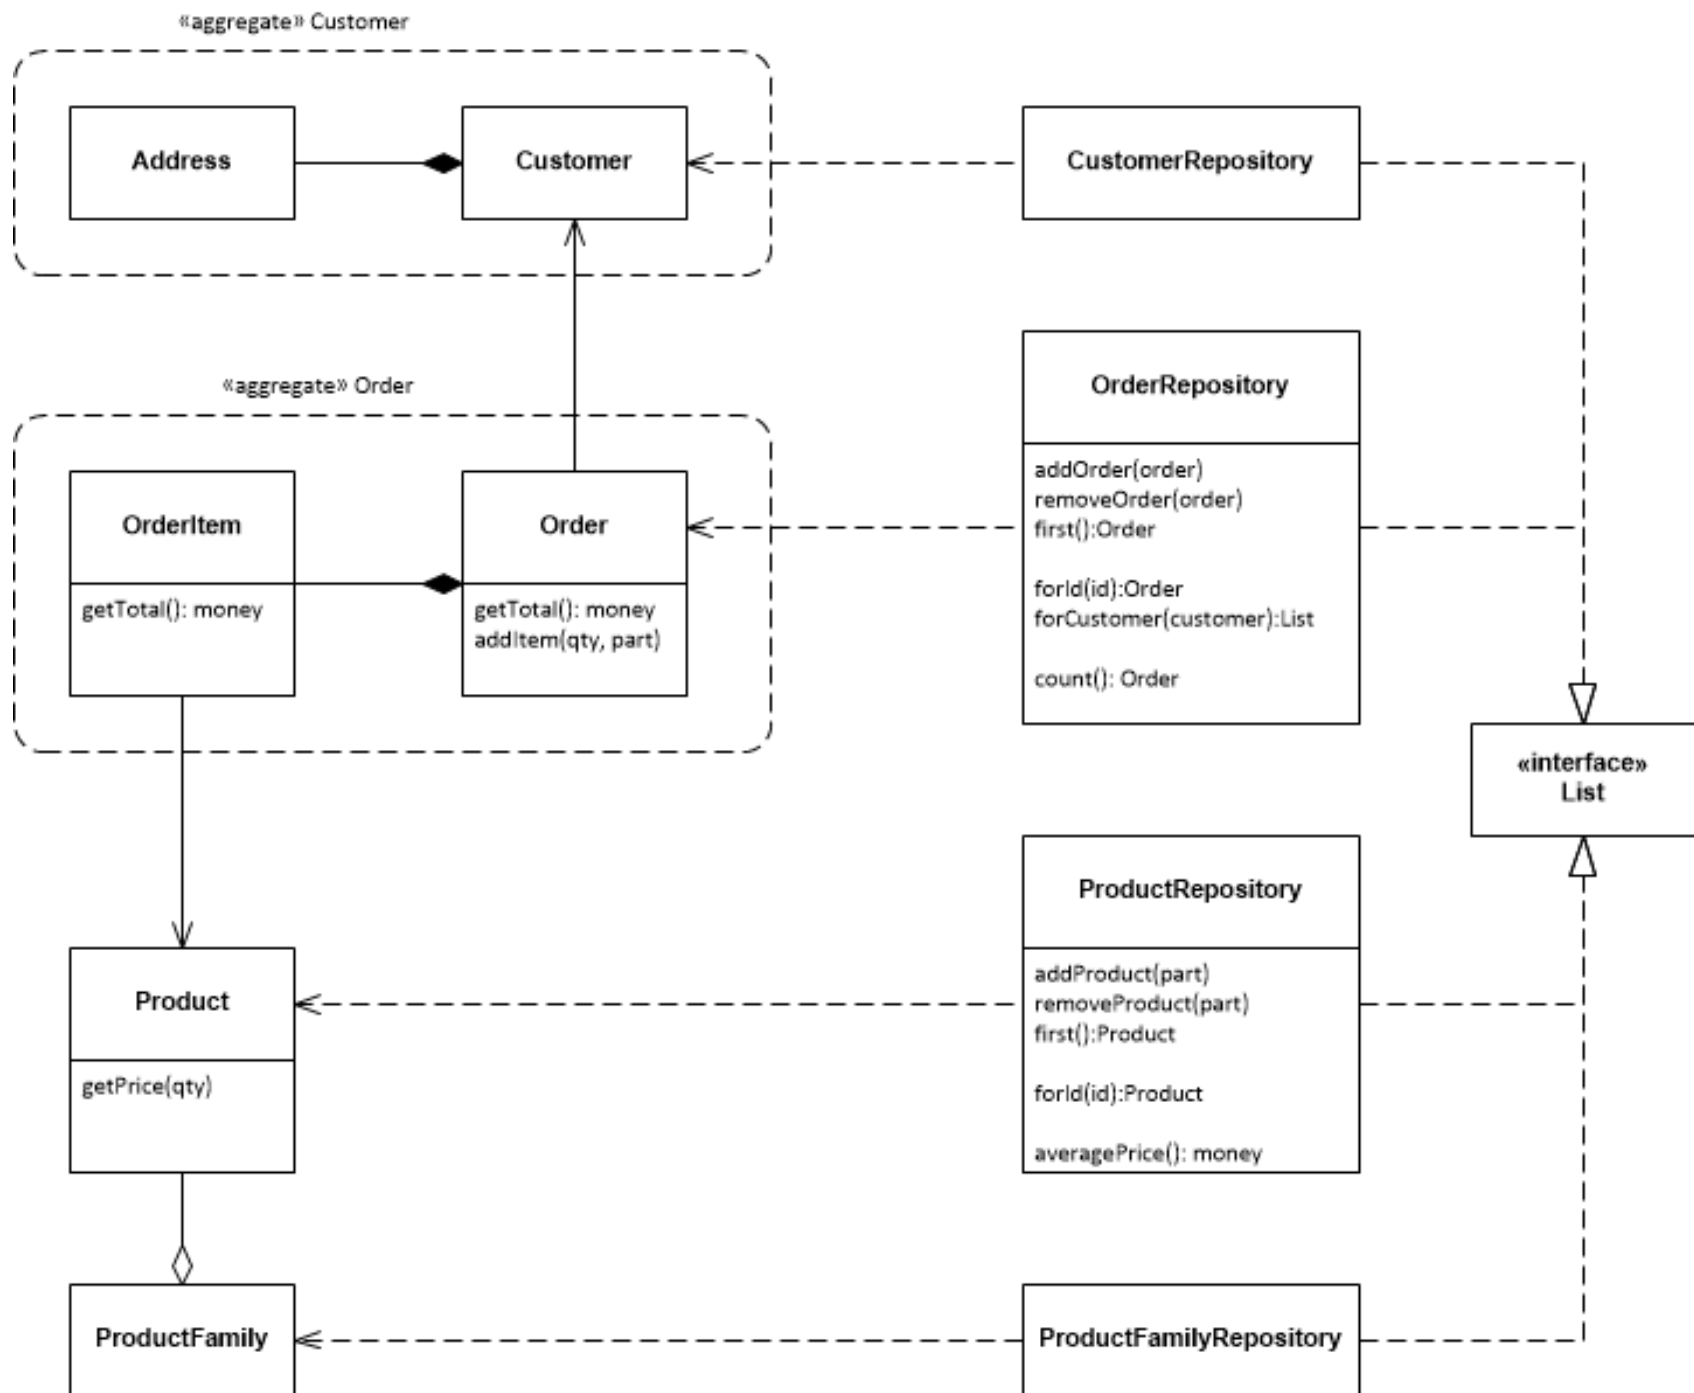 «aggregate» Customer
Address
Customer
CustomerRepository
«aggregate» Order
OrderItem
getTotal(): money
Order
getTotal(): money
addItem(qty, part)
OrderRepository
addOrder(order)
removeOrder(order)
first():Order
forId(id):Order
forCustomer(customer):List
count(): Order
«interface»
List
Product
getPrice(qty)
ProductRepository
addProduct(part)
removeProduct(part)
first():Product
forId(id):Product
averagePrice(): money
ProductFamily
ProductFamilyRepository